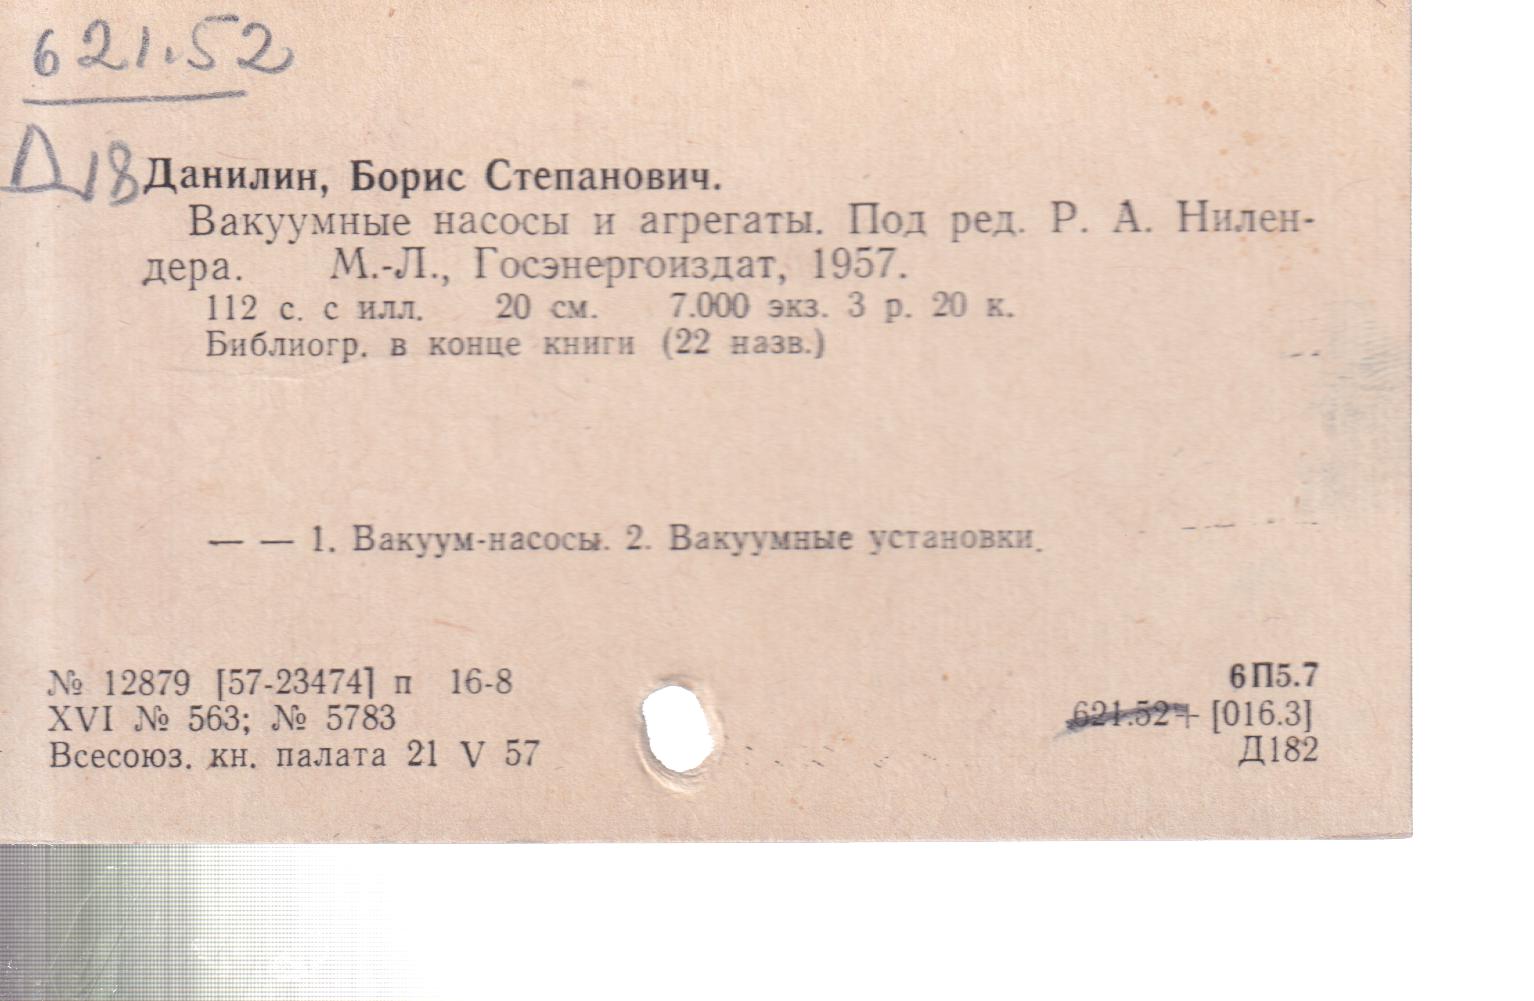 621.52
Д18
Данилин, Борис Степанович.
Вакуумные насосы и агрегаты. Под ред. Р. А. Нилен-
дера. М.-Л., Госэнергоиздат, 1957.
112 с. с илл. 20 см. 7.000 экз. 3 р. 20 к.
Библиогр. в конце книги (22 назв.)
— — 1. Вакуум-насосы. 2. Вакуумные установки.
№ 12879 [57-23474] п 16-8
XVI № 563; № 5783
Всесоюз. кн. палата 21 V 57
6П5.7
621.52+ [016.3]
Д182